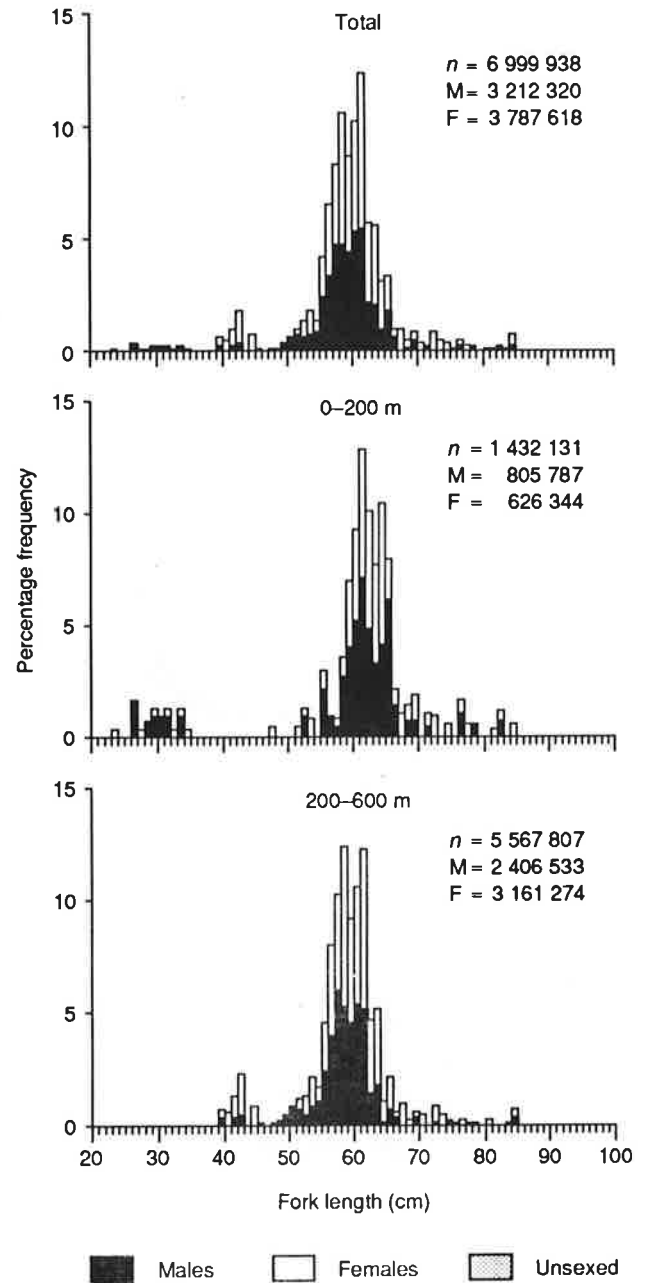 Total
n = 6 999 938
M = 3 212 320
F = 3 787 618
15
10
5
0
0–200 m
n = 1 432 131
M = 805 787
F = 626 344
15
10
5
0
Percentage frequency
200–600 m
n = 5 567 807
M = 2 406 533
F = 3 161 274
15
10
5
0
20 30 40 50 60 70 80 90 100
Fork length (cm)
Males Females Unsexed